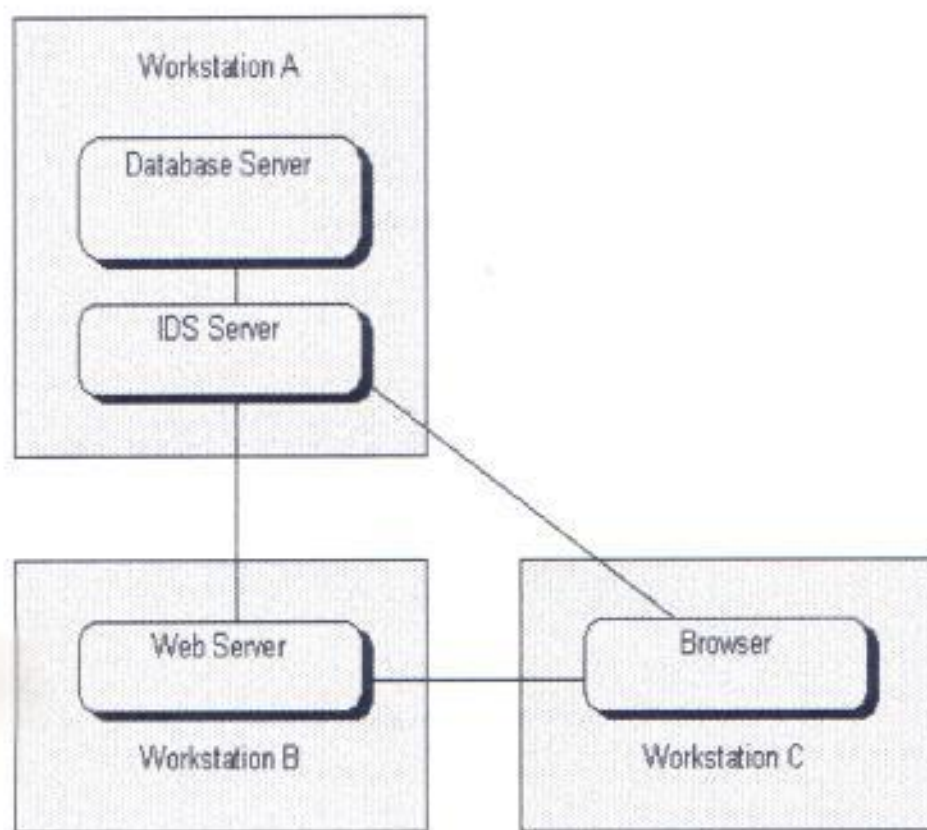 Workstation A
Database Server
IDS Server
Web Server
Workstation B
Browser
Workstation C